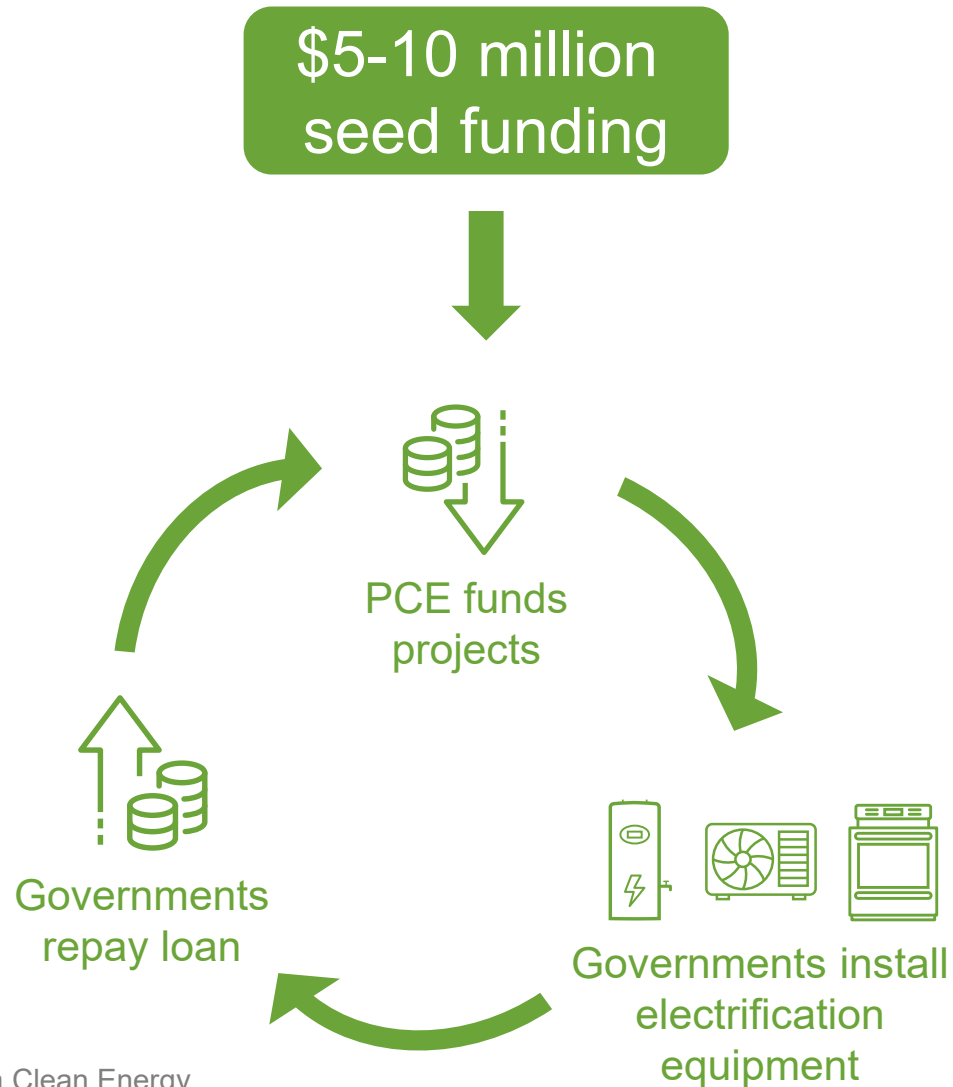 $5-10 million
seed funding
PCE funds
projects
Governments
repay loan
Governments install
electrification
equipment
Clean Energy